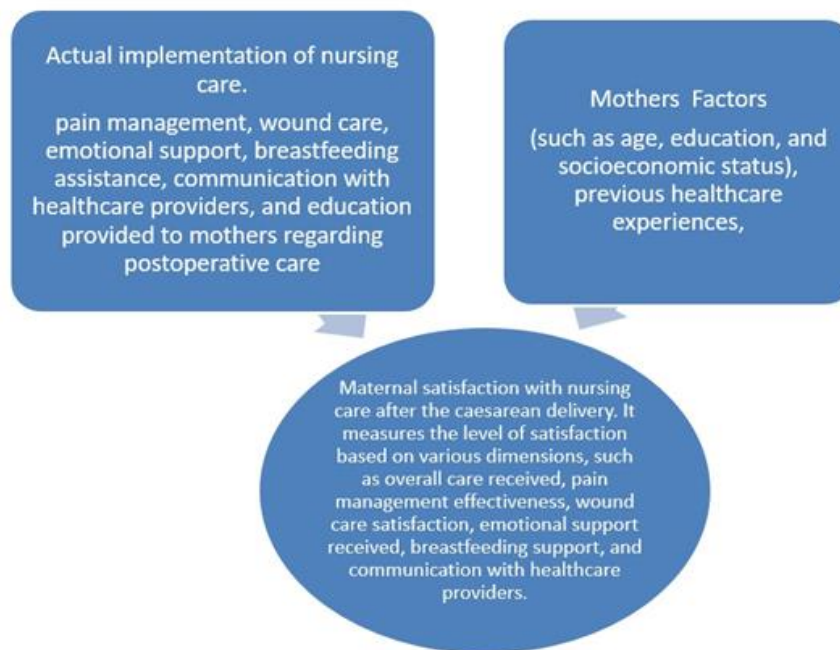 Actual implementation of nursing
care.
pain management, wound care,
emotional support, breastfeeding
assistance, communication with
healthcare providers, and education
provided to mothers regarding
postoperative care
Mothers Factors
(such as age, education, and
socioeconomic status),
previous healthcare
experiences,
Maternal satisfaction with nursing
care after the caesarean delivery. It
measures the level of satisfaction
based on various dimensions, such
as overall care received, pain
management effectiveness, wound
care satisfaction, emotional support
received, breastfeeding support, and
communication with healthcare
providers.